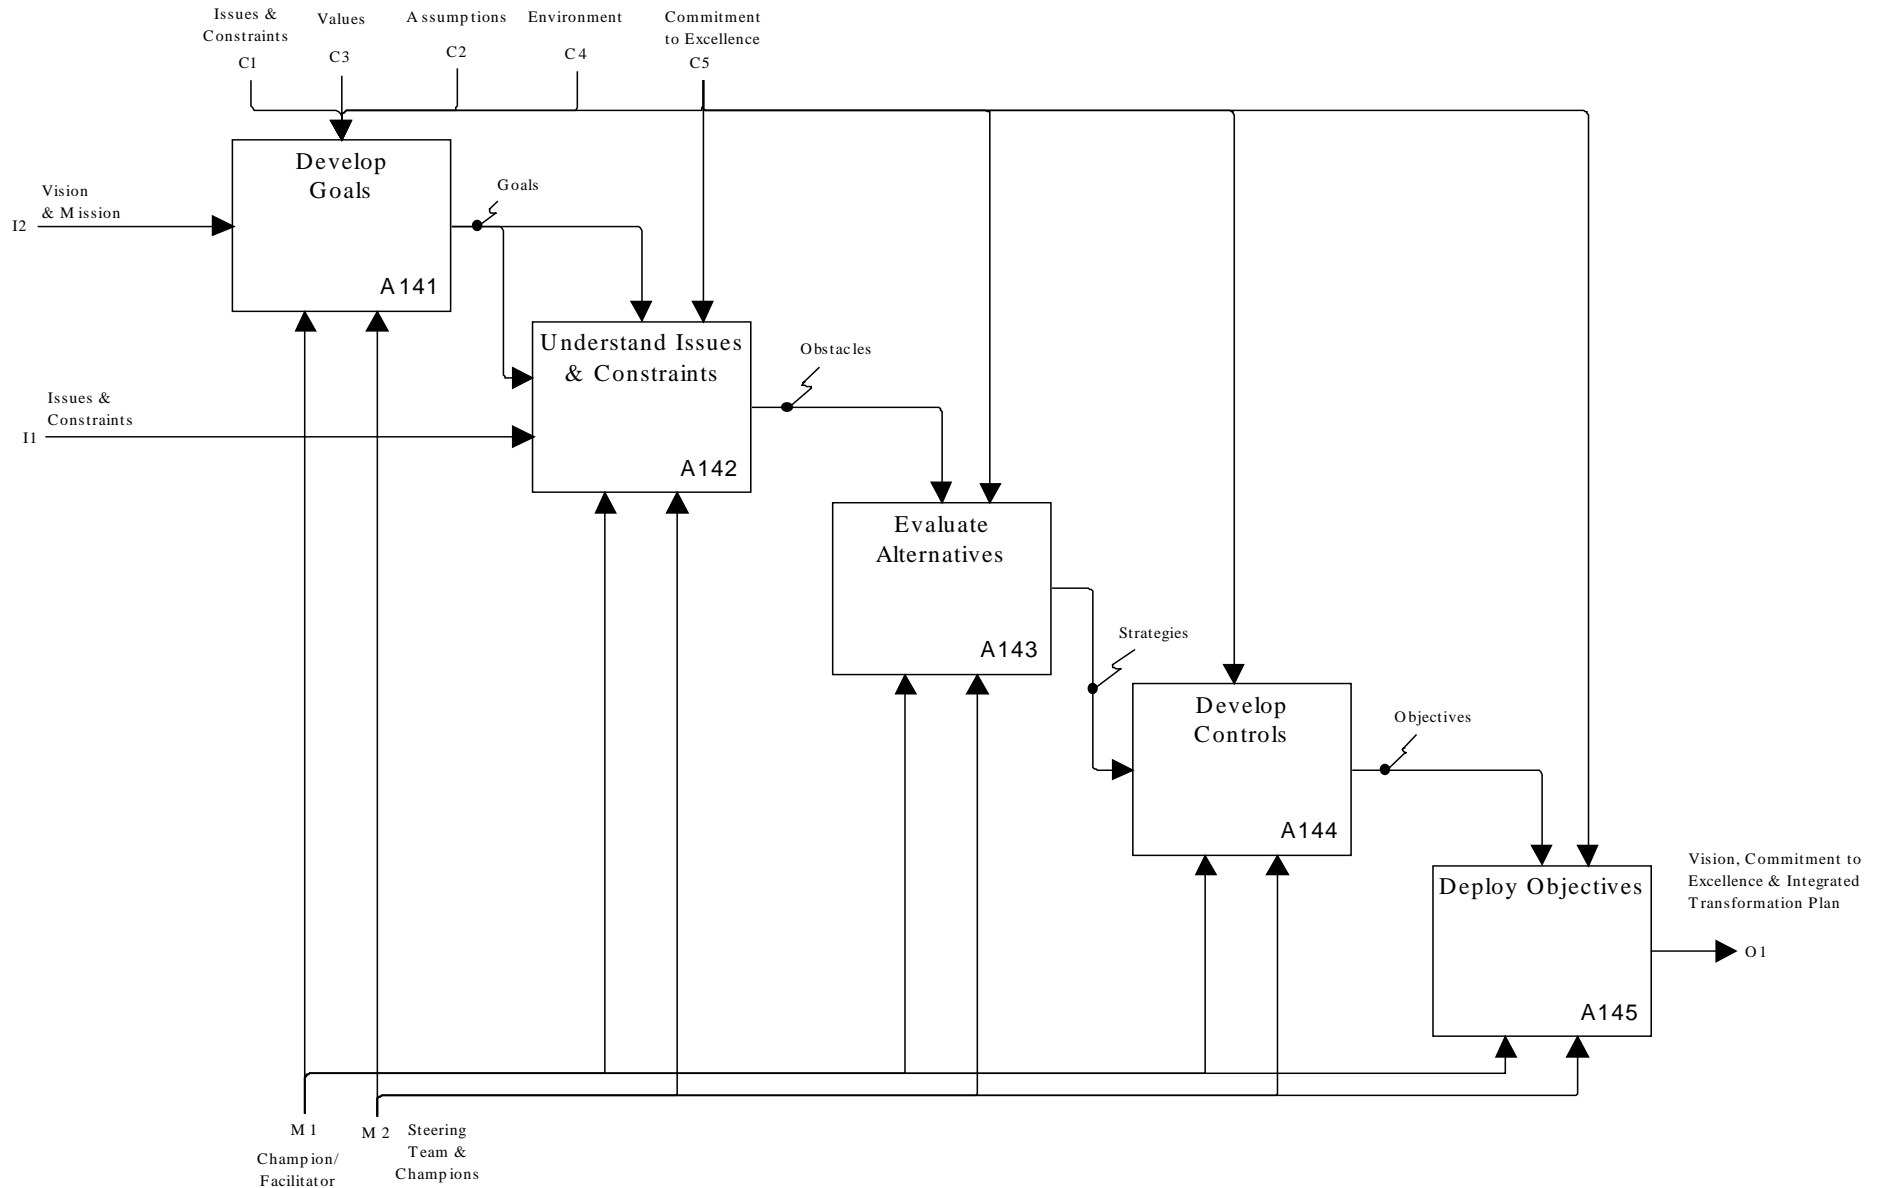 Issues &
Constraints
C1
Values
C3
Assumptions
C2
Environment
C4
Commitment
to Excellence
C5
Develop
Goals
A141
Vision
& Mission
I2
Goals
Understand Issues
& Constraints
A142
Issues &
Constraints
I1
Obstacles
Evaluate
Alternatives
A143
Strategies
Develop
Controls
A144
Objectives
Deploy Objectives
A145
Vision, Commitment to
Excellence & Integrated
Transformation Plan
O1
M1
Champion/
Facilitator
M2
Steering
Team &
Champions